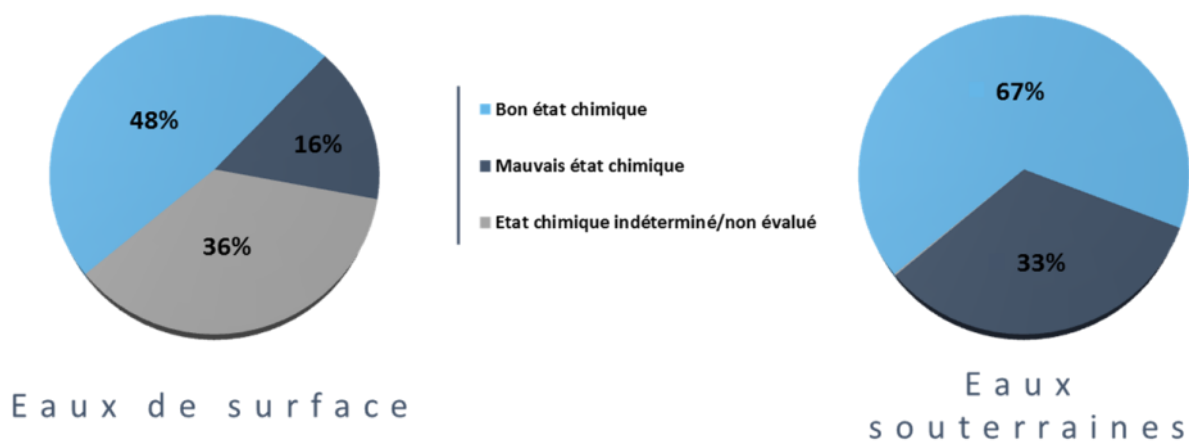 48%
16%
36%
Bon état chimique
Mauvais état chimique
Etat chimique indéterminé/non évalué
67%
33%
Eaux de surface
Eaux
souterraines